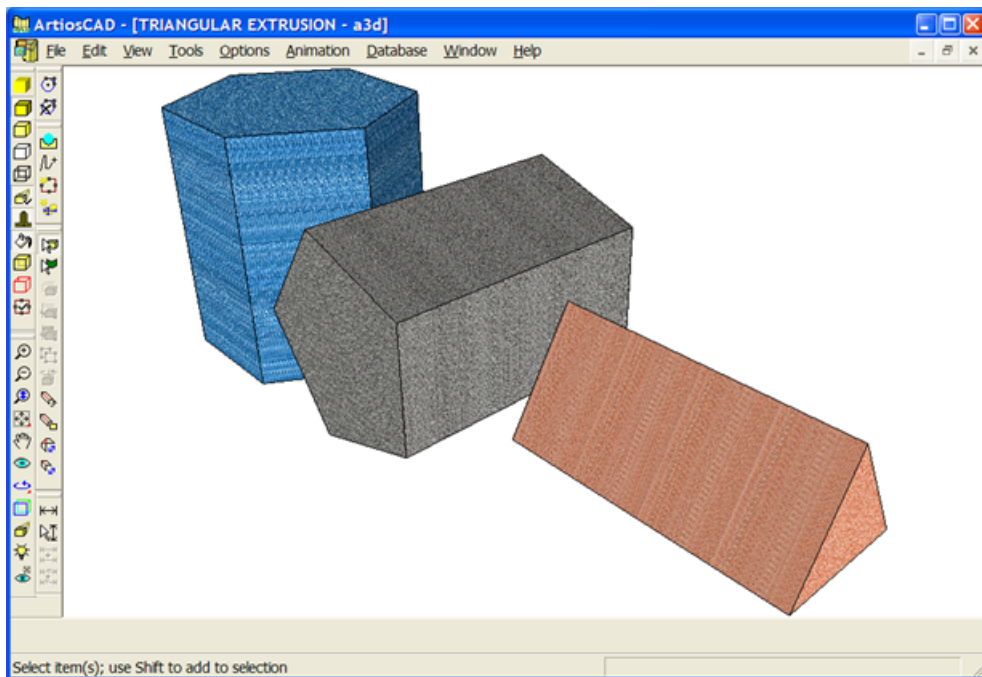 ArtiosCAD - [TRIANGULAR EXTRUSION - a3d]
File Edit View Tools Options Animation Database Window Help
Select item(s); use Shift to add to selection